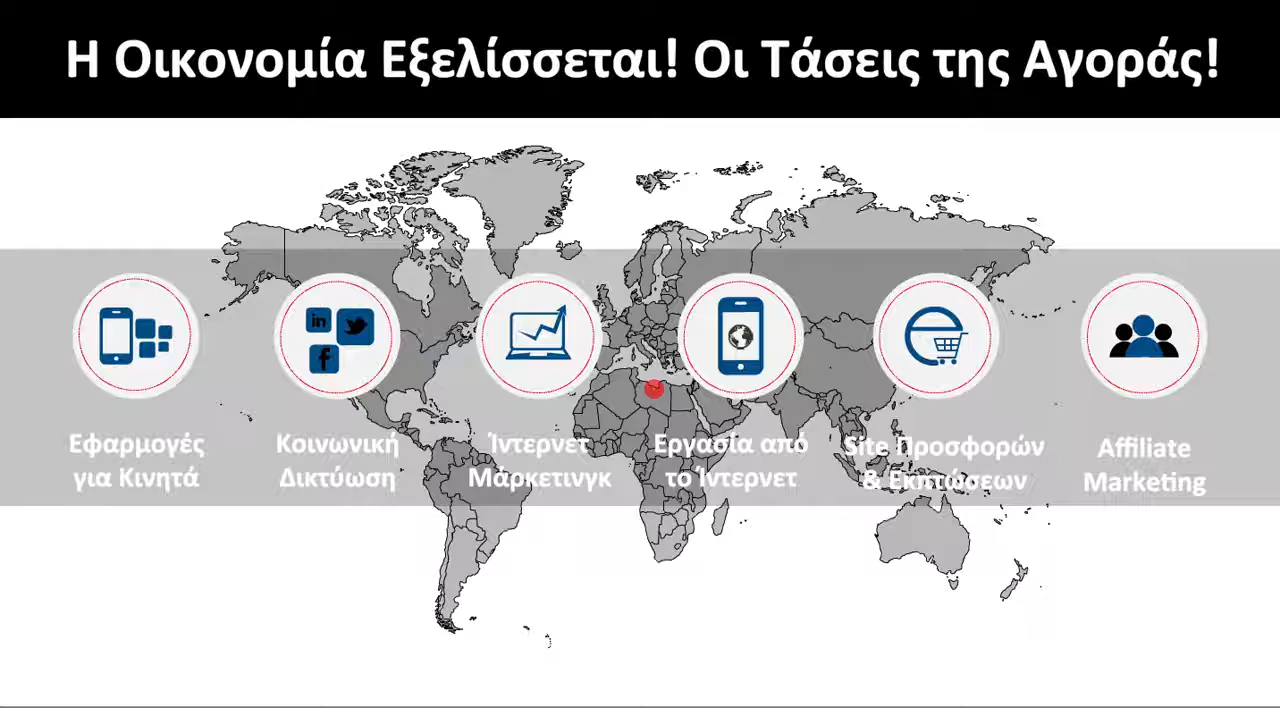 Η Οικονομία Εξελίσσεται! Οι Τάσεις της Αγοράς!
in
f
Εφαρμογές
για Κινητά
Κοινωνική
Δικτύωση
Ίντερνετ
Μάρκετινγκ
Εργασία από
το Ίντερνετ
Site Προσφορών
& Εκπτώσεων
Affiliate
Marketing